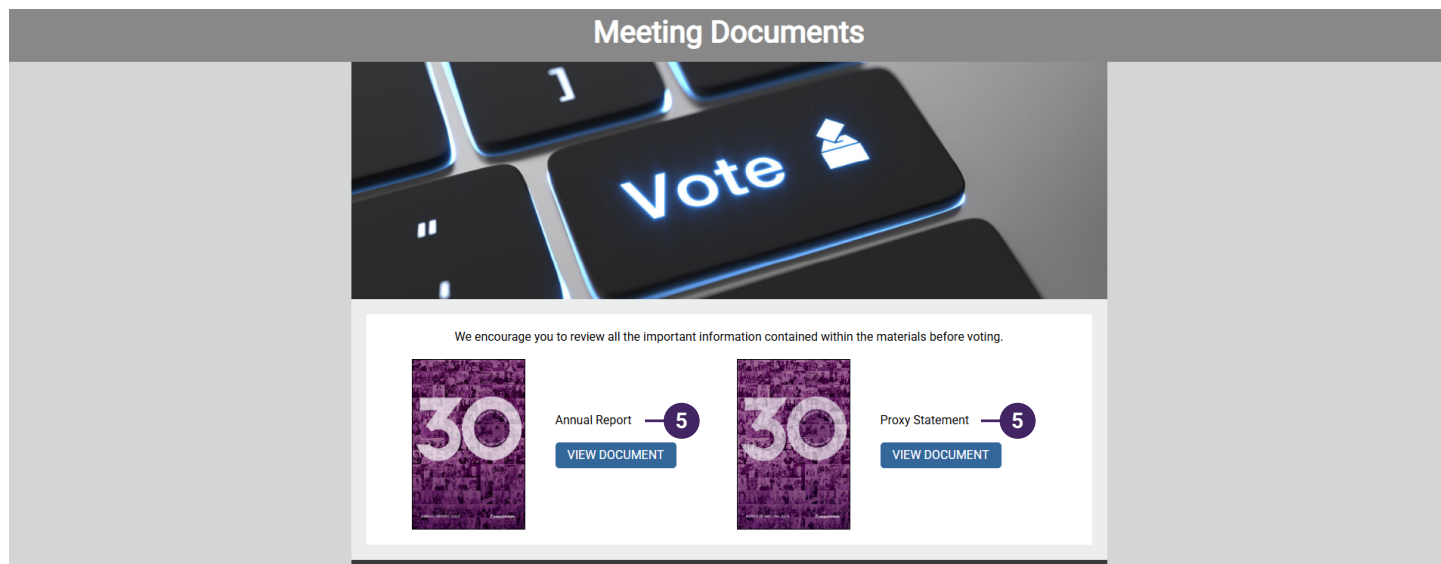 Meeting Documents
]
Vote
"
,
We encourage you to review all the important information contained within the materials before voting.
30
Annual Report
5
VIEW DOCUMENT
30
Proxy Statement
5
VIEW DOCUMENT